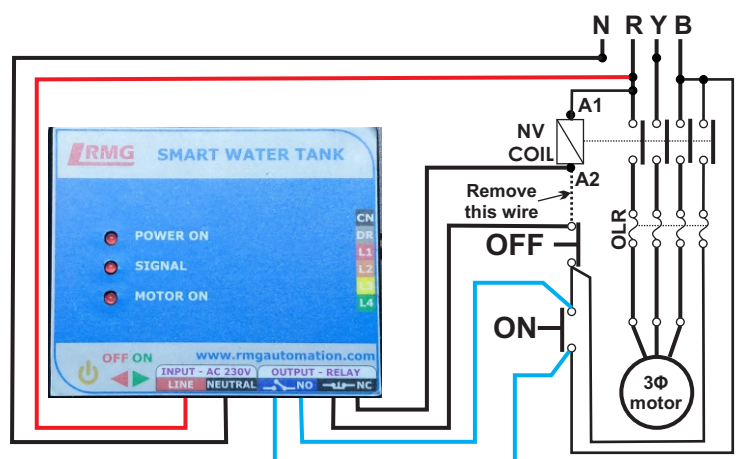 N R Y B
A1
NV
COIL
A2
Remove
this wire
OFF
OLR
ON
3Φ
motor
RMG SMART WATER TANK
CN
POWER ON DR
L1
SIGNAL L2
L3
MOTOR ON L4
OFF ON www.rmgautomation.com
INPUT - AC 230V OUTPUT - RELAY
LINE NEUTRAL NO NC